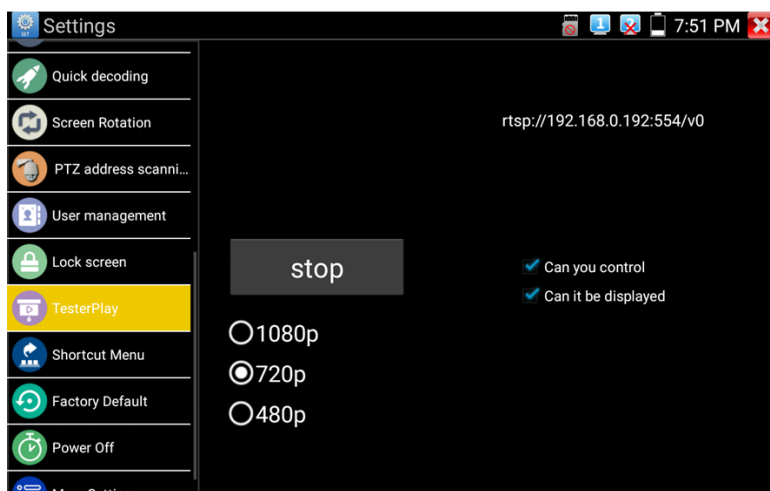 Settings
1
7:51 PM
SET
Quick decoding
Screen Rotation
PTZ address scanni...
User management
Lock screen
TesterPlay
Shortcut Menu
Factory Default
Power Off
rtsp://192.168.0.192:554/v0
stop
Can you control
Can it be displayed
1080p
720p
480p